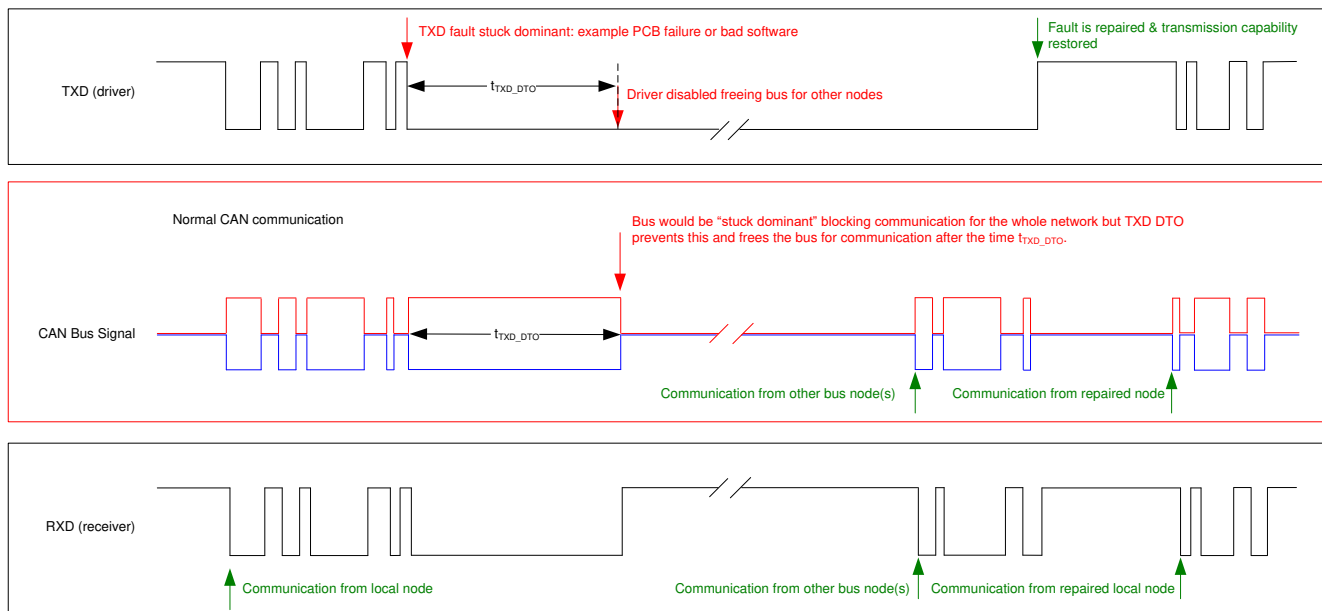 TXD fault stuck dominant: example PCB failure or bad software
Fault is repaired & transmission capability
restored
TXD (driver)
tTXD_DTO
Driver disabled freeing bus for other nodes
Normal CAN communication
Bus would be “stuck dominant” blocking communication for the whole network but TXD DTO
prevents this and frees the bus for communication after the time tTXD_DTO.
CAN Bus Signal
tTXD_DTO
Communication from other bus node(s)
Communication from repaired node
RXD (receiver)
Communication from local node
Communication from other bus node(s)
Communication from repaired local node